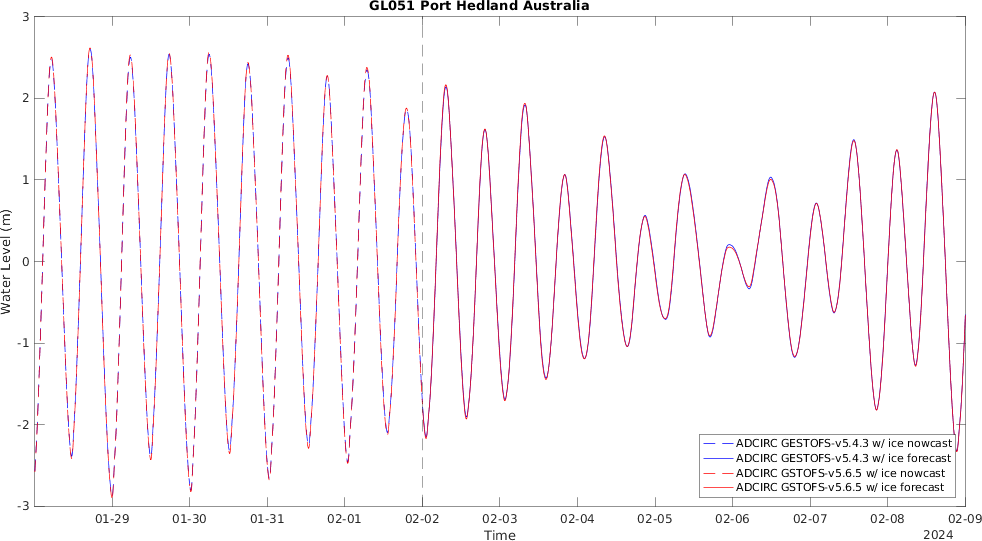 GL051 Port Hedland Australia
3
2
1
0
-1
-2
-3
Water Level (m)
01-29
01-30
01-31
02-01
02-02
02-03
02-04
02-05
02-06
02-07
02-08
02-09
Time
2024
ADCIRC GESTOFS-v5.4.3 w/ ice nowcast
ADCIRC GESTOFS-v5.4.3 w/ ice forecast
ADCIRC GSTOFS-v5.6.5 w/ ice nowcast
ADCIRC GSTOFS-v5.6.5 w/ ice forecast